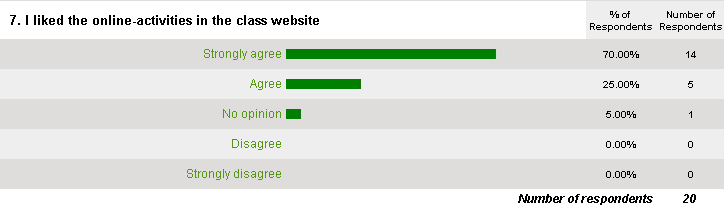 7. I liked the online-activities in the class website
% of Respondents Number of Respondents
Strongly agree 70.00% 14
Agree 25.00% 5
No opinion 5.00% 1
Disagree 0.00% 0
Strongly disagree 0.00% 0
Number of respondents 20